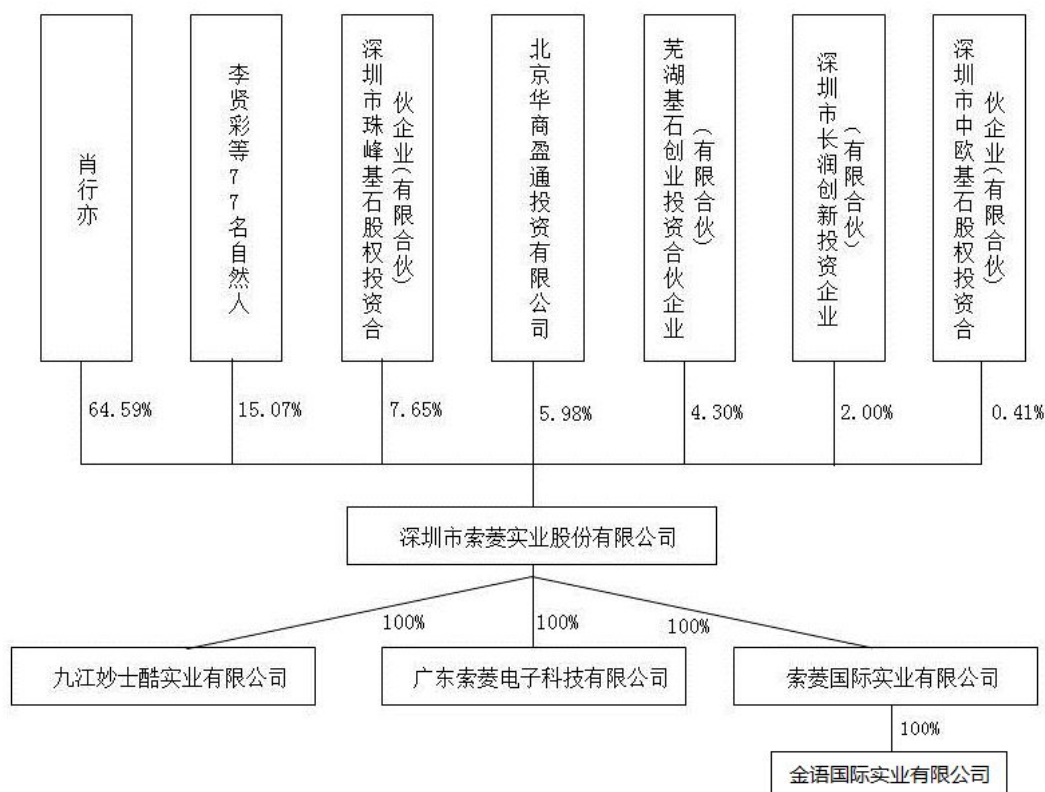 肖行亦
李贤彩等77名自然人
深圳市珠峰基石股权投资合
伙企业(有限合伙)
北京华商盈通投资有限公司
芜湖基石创业投资合伙企业
(有限合伙)
深圳市长润创新投资企业
(有限合伙)
深圳市中欧基石股权投资合
伙企业(有限合伙)
64.59%
15.07%
7.65%
5.98%
4.30%
2.00%
0.41%
深圳市索菱实业股份有限公司
100%
100%
100%
九江妙士酷实业有限公司
广东索菱电子科技有限公司
索菱国际实业有限公司
100%
金语国际实业有限公司